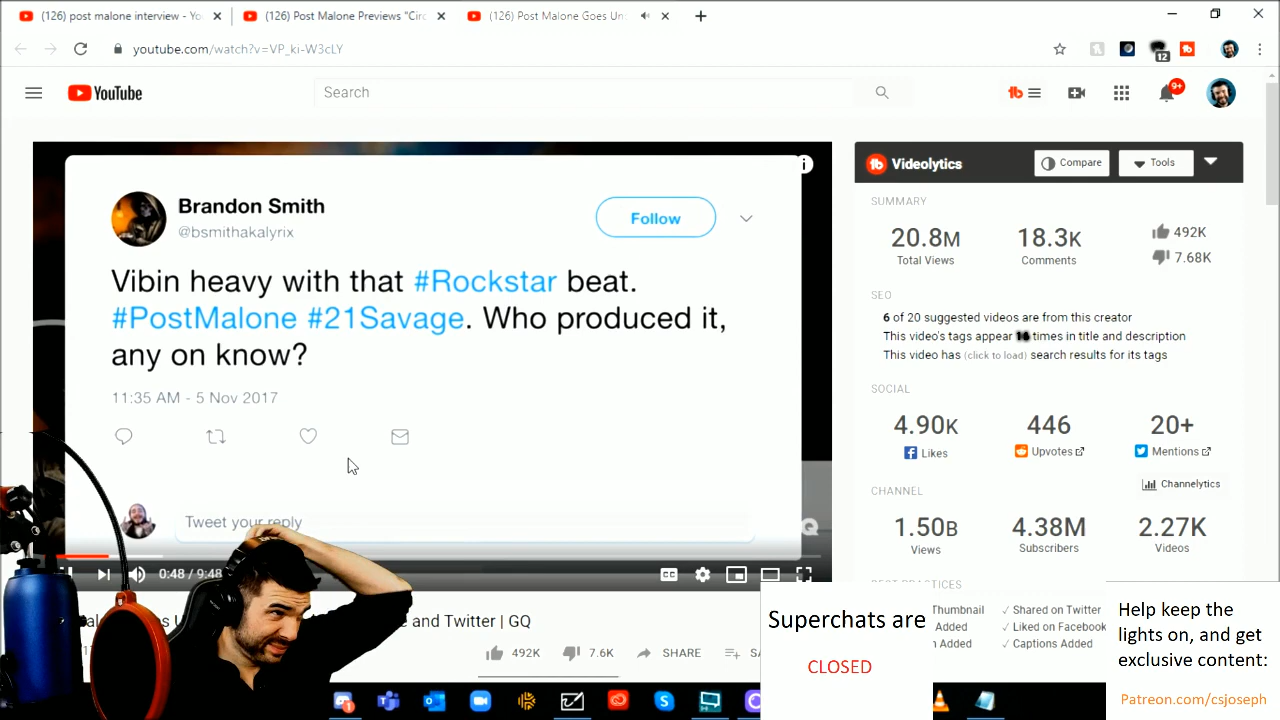 (126) post malone interview - Yo
(126) Post Malone Previews "Circ
(126) Post Malone Goes Un
youtube.com/watch?v=VP_ki-W3cLY
12
YouTube
Search
9+
Brandon Smith
@bsmithakalyrix
Follow
Vibin heavy with that #Rockstar beat.
#PostMalone #21Savage. Who produced it,
any on know?
11:35 AM - 5 Nov 2017
Tweet your reply
0:48 / 9:48
CC
and Twitter | GQ
492K
7.6K
SHARE
Videolytics
Compare
Tools
SUMMARY
20.8M
Total Views
18.3K
Comments
492K
7.68K
SEO
6 of 20 suggested videos are from this creator
This video's tags appear times in title and description
This video has (click to load) search results for its tags
SOCIAL
4.90K
Likes
446
Upvotes
20+
Mentions
Channelytics
CHANNEL
1.50B
Views
4.38M
Subscribers
2.27K
Videos
BEST PRACTICES
Thumbnail
✓ Shared on Twitter
Added
✓ Liked on Facebook
n Added
✓ Captions Added
Superchats are
CLOSED
Help keep the
lights on, and get
exclusive content:
Patreon.com/csjoseph